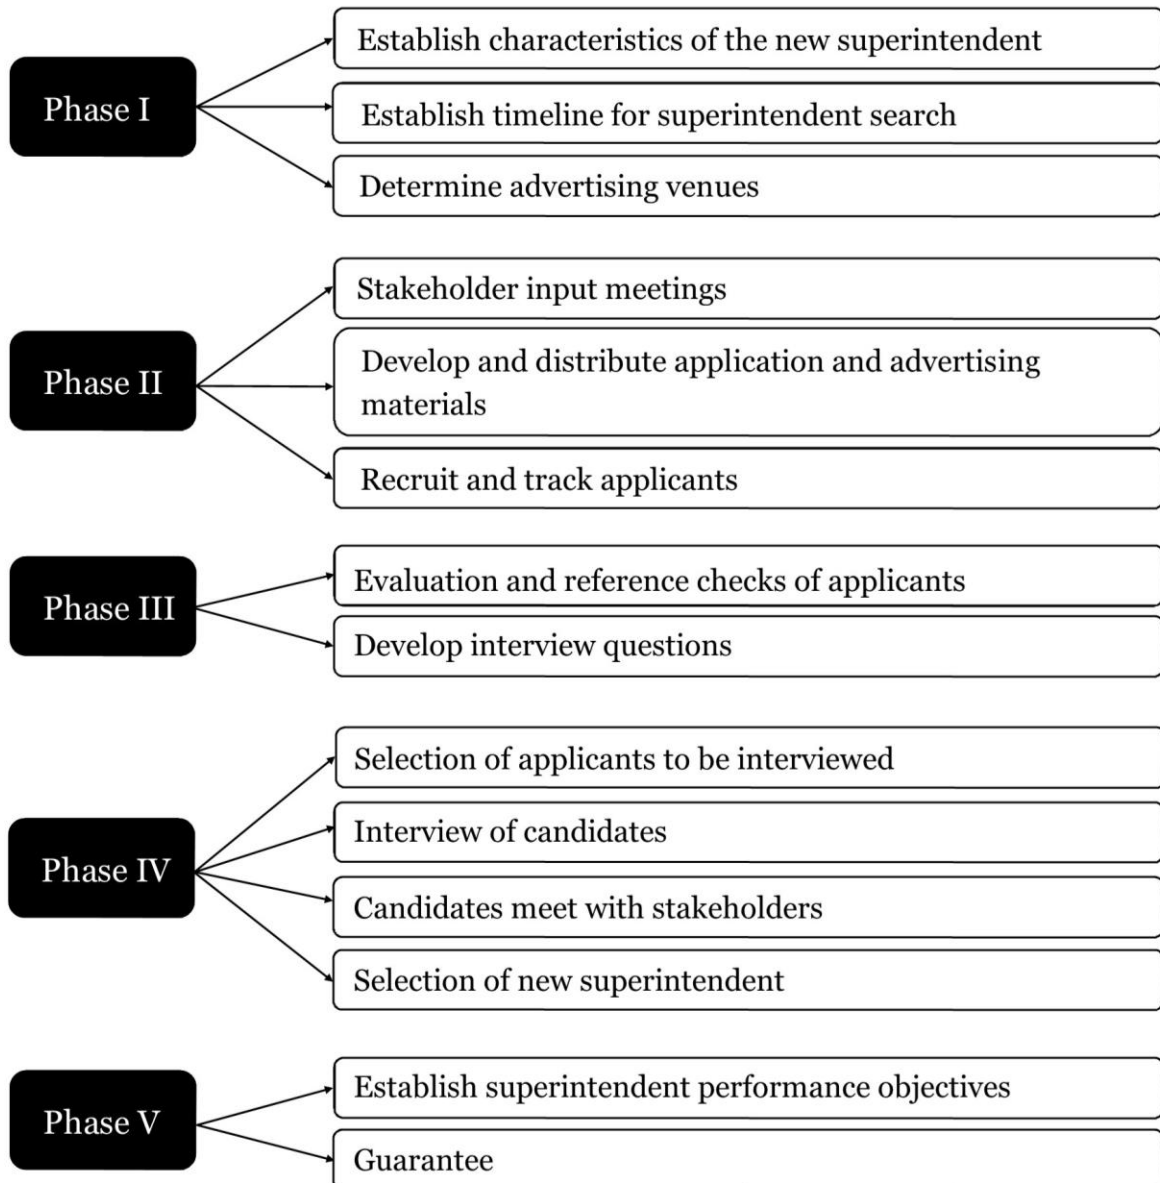 Phase I
Establish characteristics of the new superintendent
Establish timeline for superintendent search
Determine advertising venues
Phase II
Stakeholder input meetings
Develop and distribute application and advertising
materials
Recruit and track applicants
Phase III
Evaluation and reference checks of applicants
Develop interview questions
Phase IV
Selection of applicants to be interviewed
Interview of candidates
Candidates meet with stakeholders
Selection of new superintendent
Phase V
Establish superintendent performance objectives
Guarantee